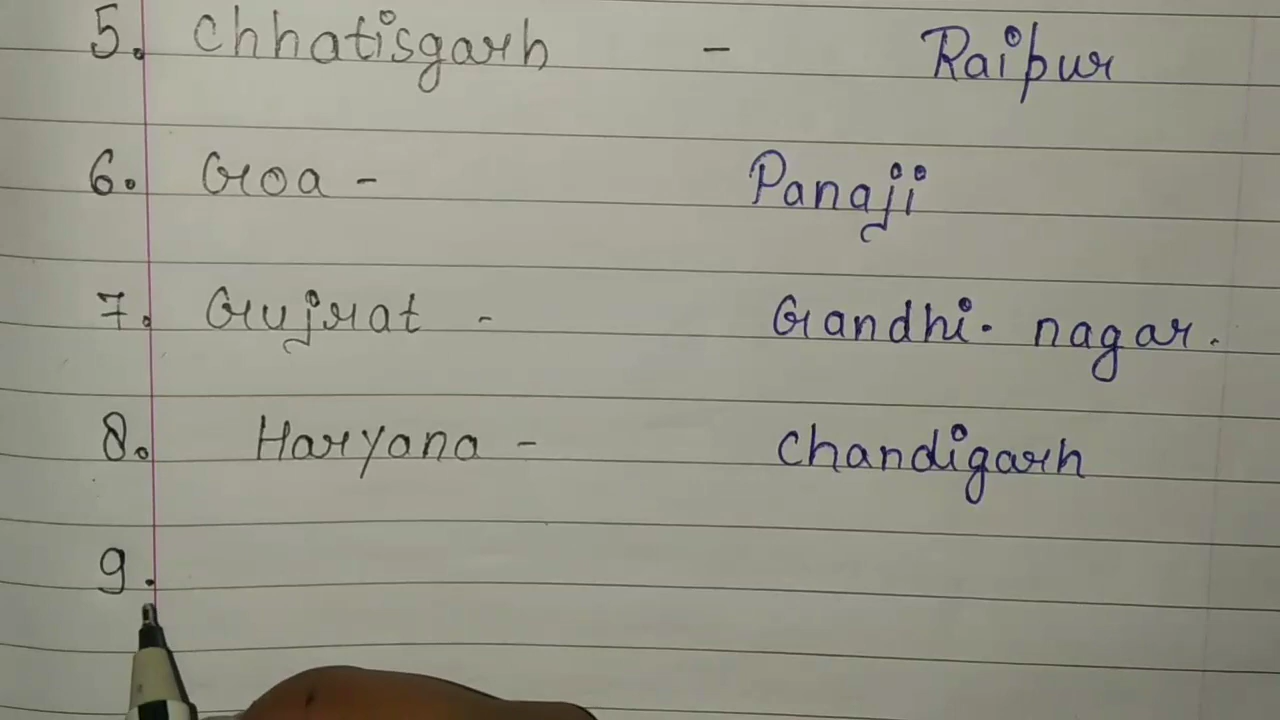 5. Chhatisgarh - Raipur
6. Goa - Panaji
7. Gujrat - Gandhi. nagar.
8. Haryana - Chandigarh
9.